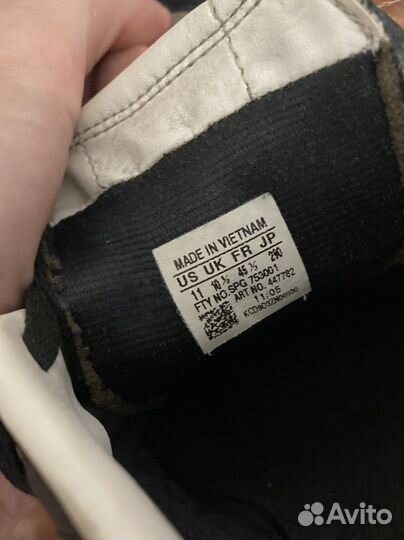 MADE IN VIETNAM
US UK FR JP
11 10 ½ 45 ⅓ 290
FTY NO. SPG 753001
ART NO. 447782
11/05
Avito